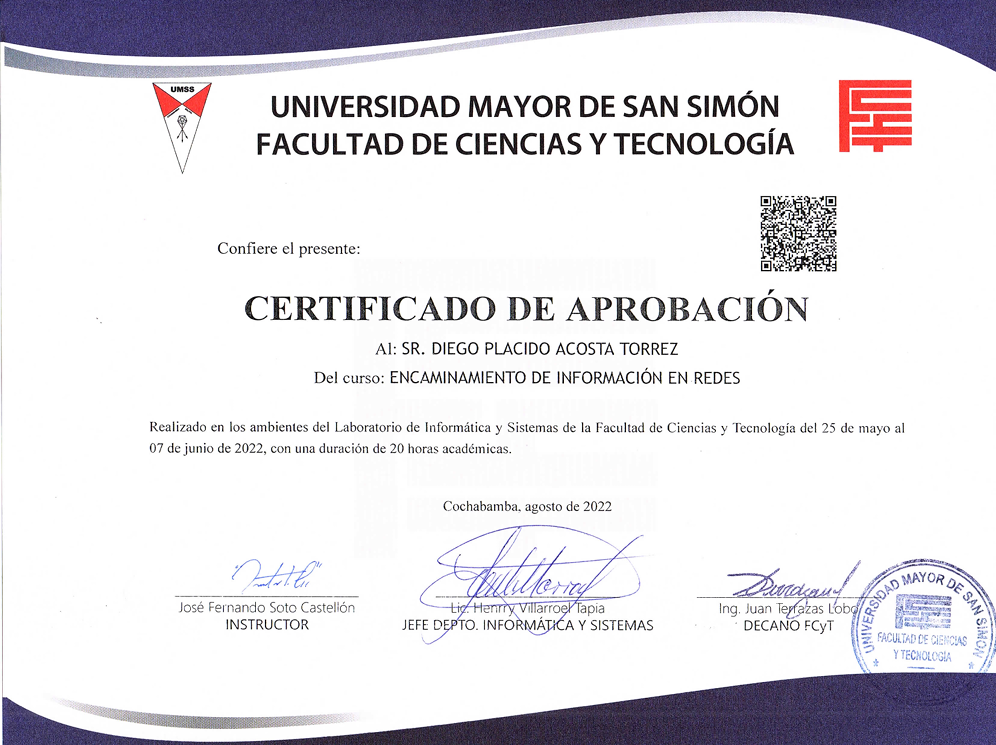 UMSS
UNIVERSIDAD MAYOR DE SAN SIMÓN
FACULTAD DE CIENCIAS Y TECNOLOGÍA
Confiere el presente:
CERTIFICADO DE APROBACIÓN
Al: SR. DIEGO PLACIDO ACOSTA TORREZ
Del curso: ENCAMINAMIENTO DE INFORMACIÓN EN REDES
Realizado en los ambientes del Laboratorio de Informática y Sistemas de la Facultad de Ciencias y Tecnología del 25 de mayo al
07 de junio de 2022, con una duración de 20 horas académicas.
Cochabamba, agosto de 2022
José Fernando Soto Castellón
INSTRUCTOR
Lic. Henrry Villarroel Tapia
JEFE DEPTO. INFORMÁTICA Y SISTEMAS
Ing. Juan Terrazas Lobo
DECANO FCyT
UNIVERSIDAD MAYOR DE SAN SIMÓN
FACULTAD DE CIENCIAS
Y TECNOLOGÍA